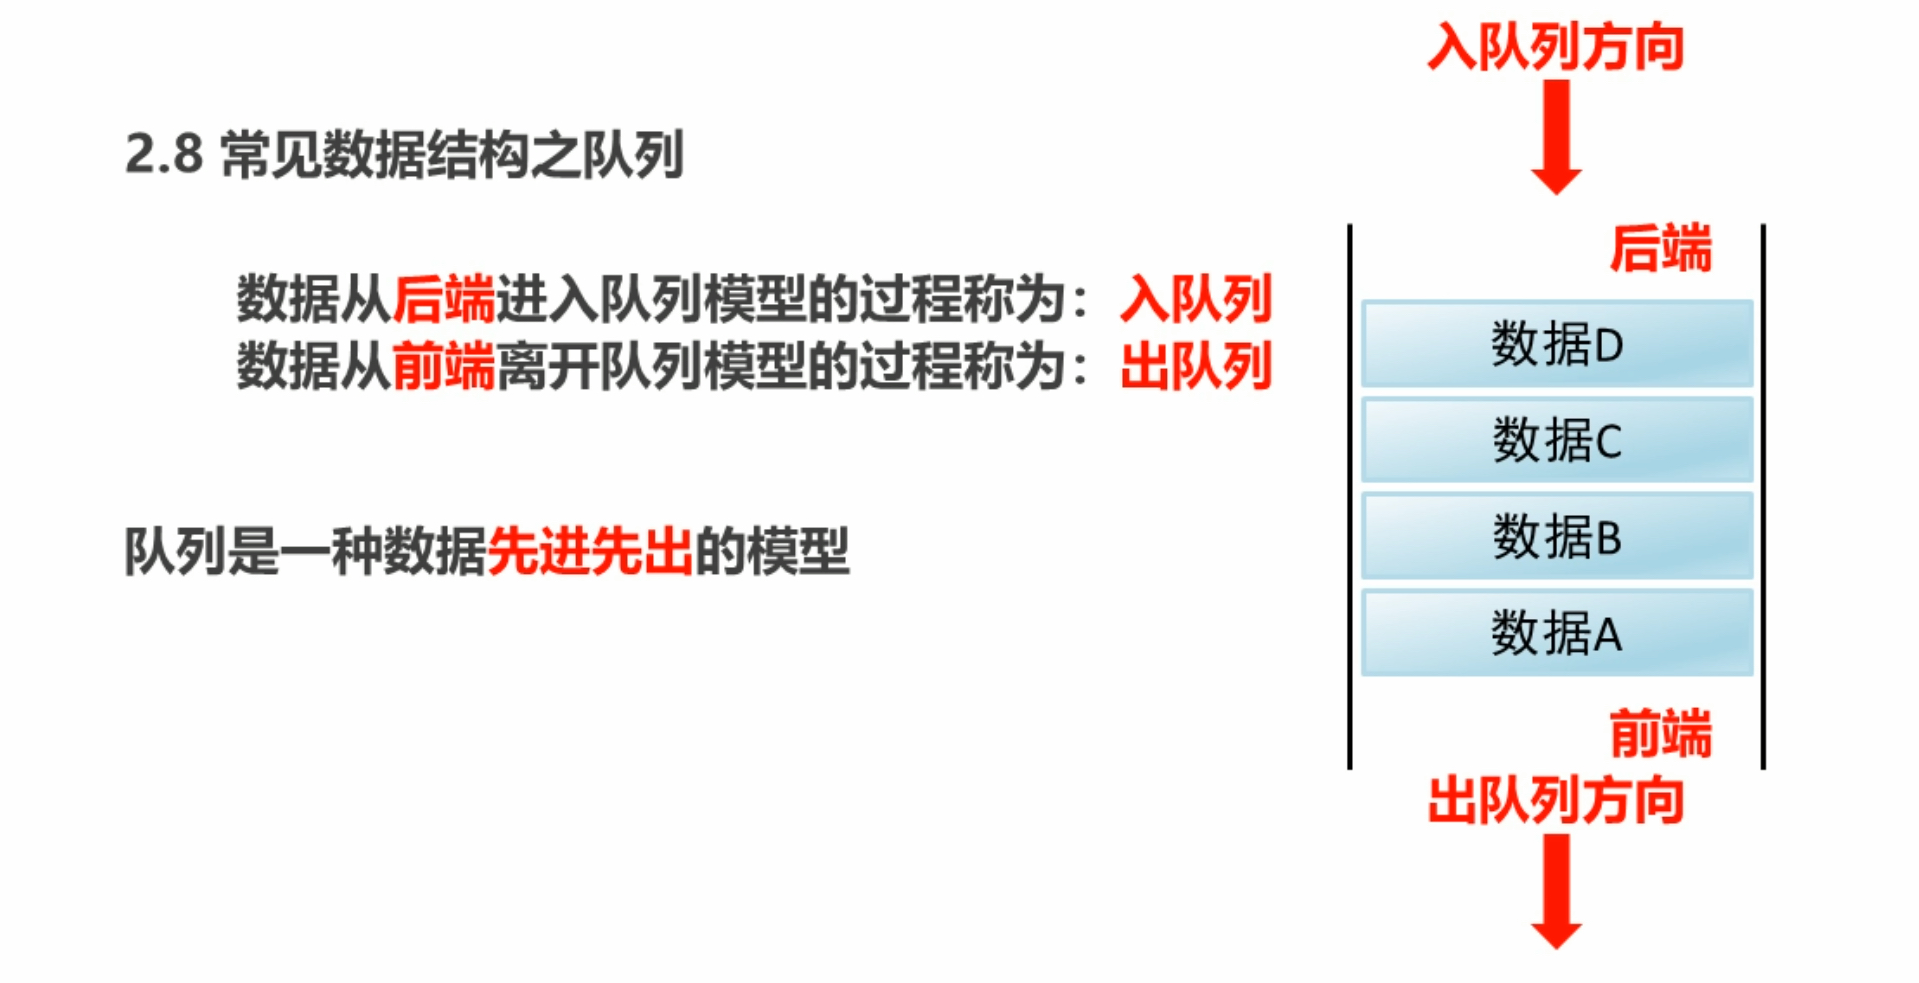 2.8 常见数据结构之队列
数据从后端进入队列模型的过程称为：入队列
数据从前端离开队列模型的过程称为：出队列
队列是一种数据先进先出的模型
入队列方向
后端
数据D
数据C
数据B
数据A
前端
出队列方向